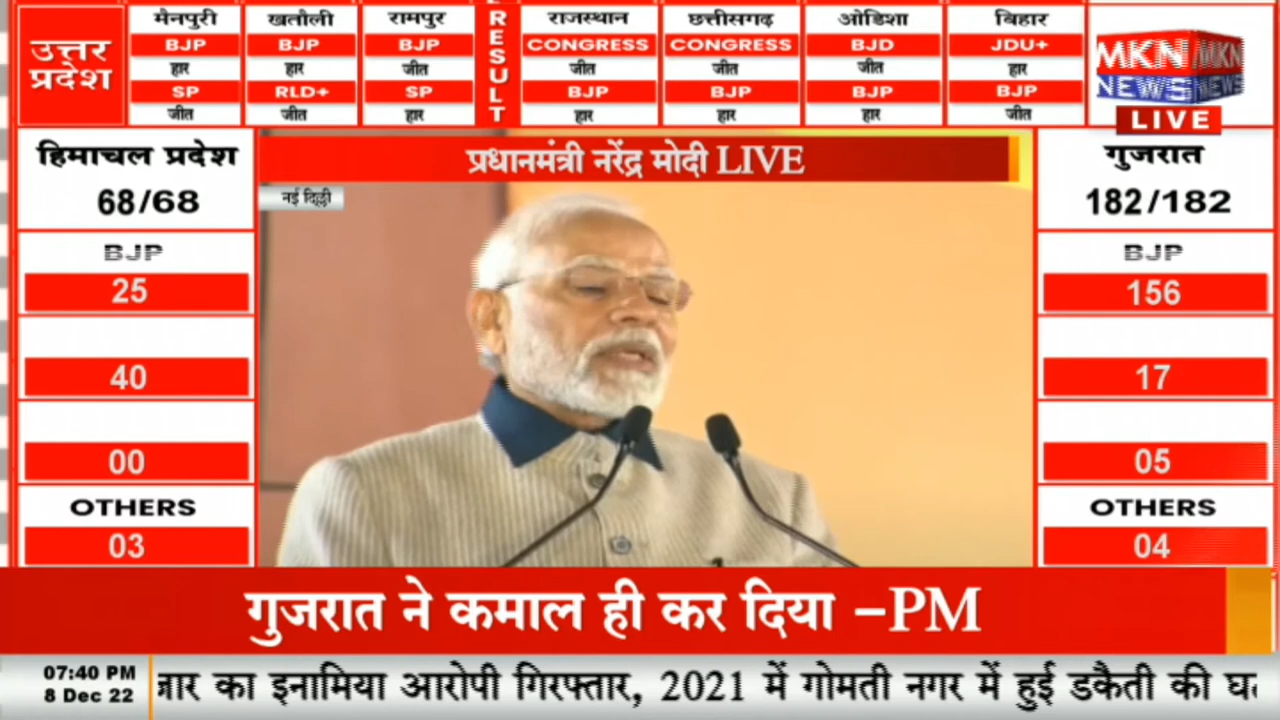 उत्तर
प्रदेश
मैनपुरी
BJP
हार
SP
जीत
खतौली
BJP
हार
RLD+
जीत
रामपुर
BJP
जीत
SP
हार
RESULT
राजस्थान
CONGRESS
जीत
BJP
हार
छत्तीसगढ़
CONGRESS
जीत
BJP
हार
ओडिशा
BJD
जीत
BJP
हार
बिहार
JDU+
हार
BJP
जीत
MKN MKN
NEWS NEWS
LIVE
हिमाचल प्रदेश
68/68
BJP
25
40
00
OTHERS
03
प्रधानमंत्री नरेंद्र मोदी LIVE
नई दिल्ली
गुजरात
182/182
BJP
156
17
05
OTHERS
04
गुजरात ने कमाल ही कर दिया -PM
07:40 PM
8 Dec 22
का इनामिया आरोपी गिरफ्तार, 2021 में गोमती नगर में हुई डकैती की